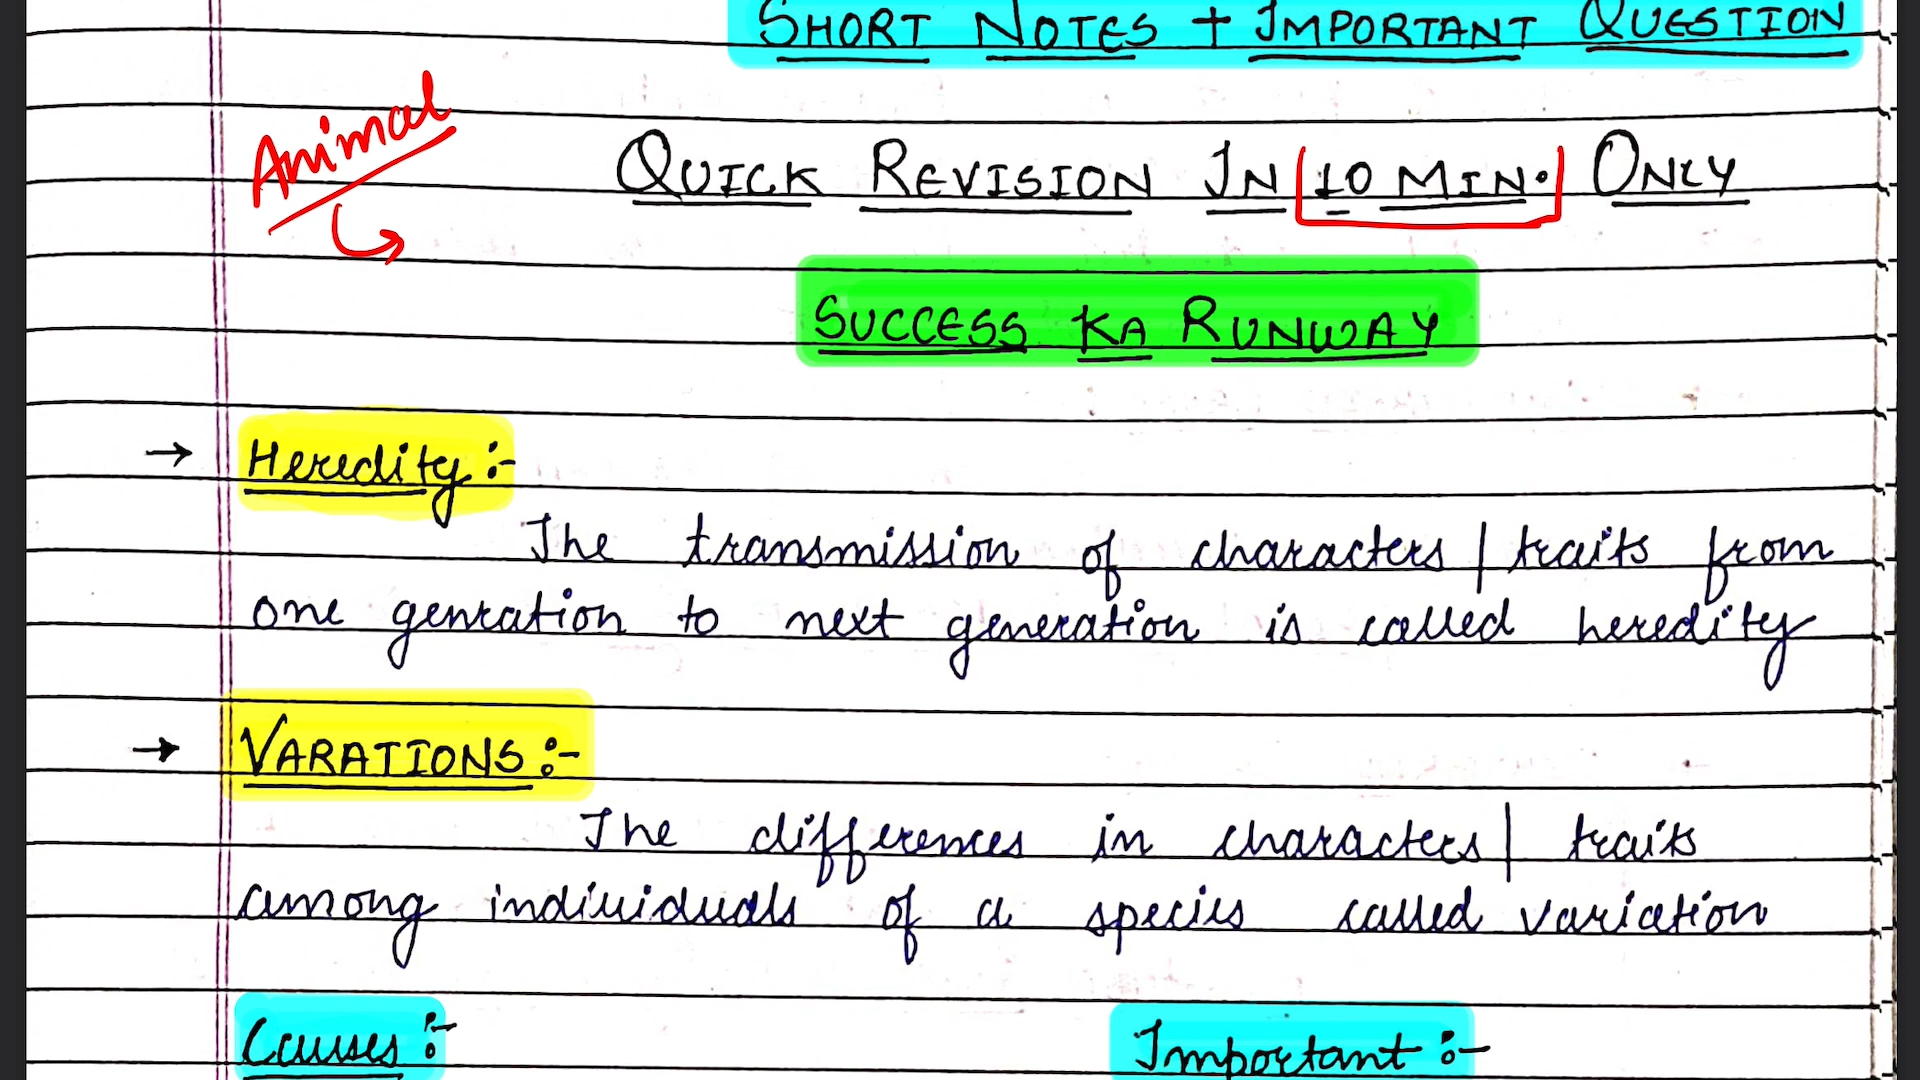 SHORT NOTES + IMPORTANT QUESTION
Animal
QUICK REVISION IN 10 MIN. ONLY
SUCCESS KA RUNWAY
→ Heredity :-
The transmission of characters | traits from
one genration to next generation is called heredity
→ VARATIONS :-
The differences in characters | traits
among individuals of a species called variation
Causes :-
Important :-